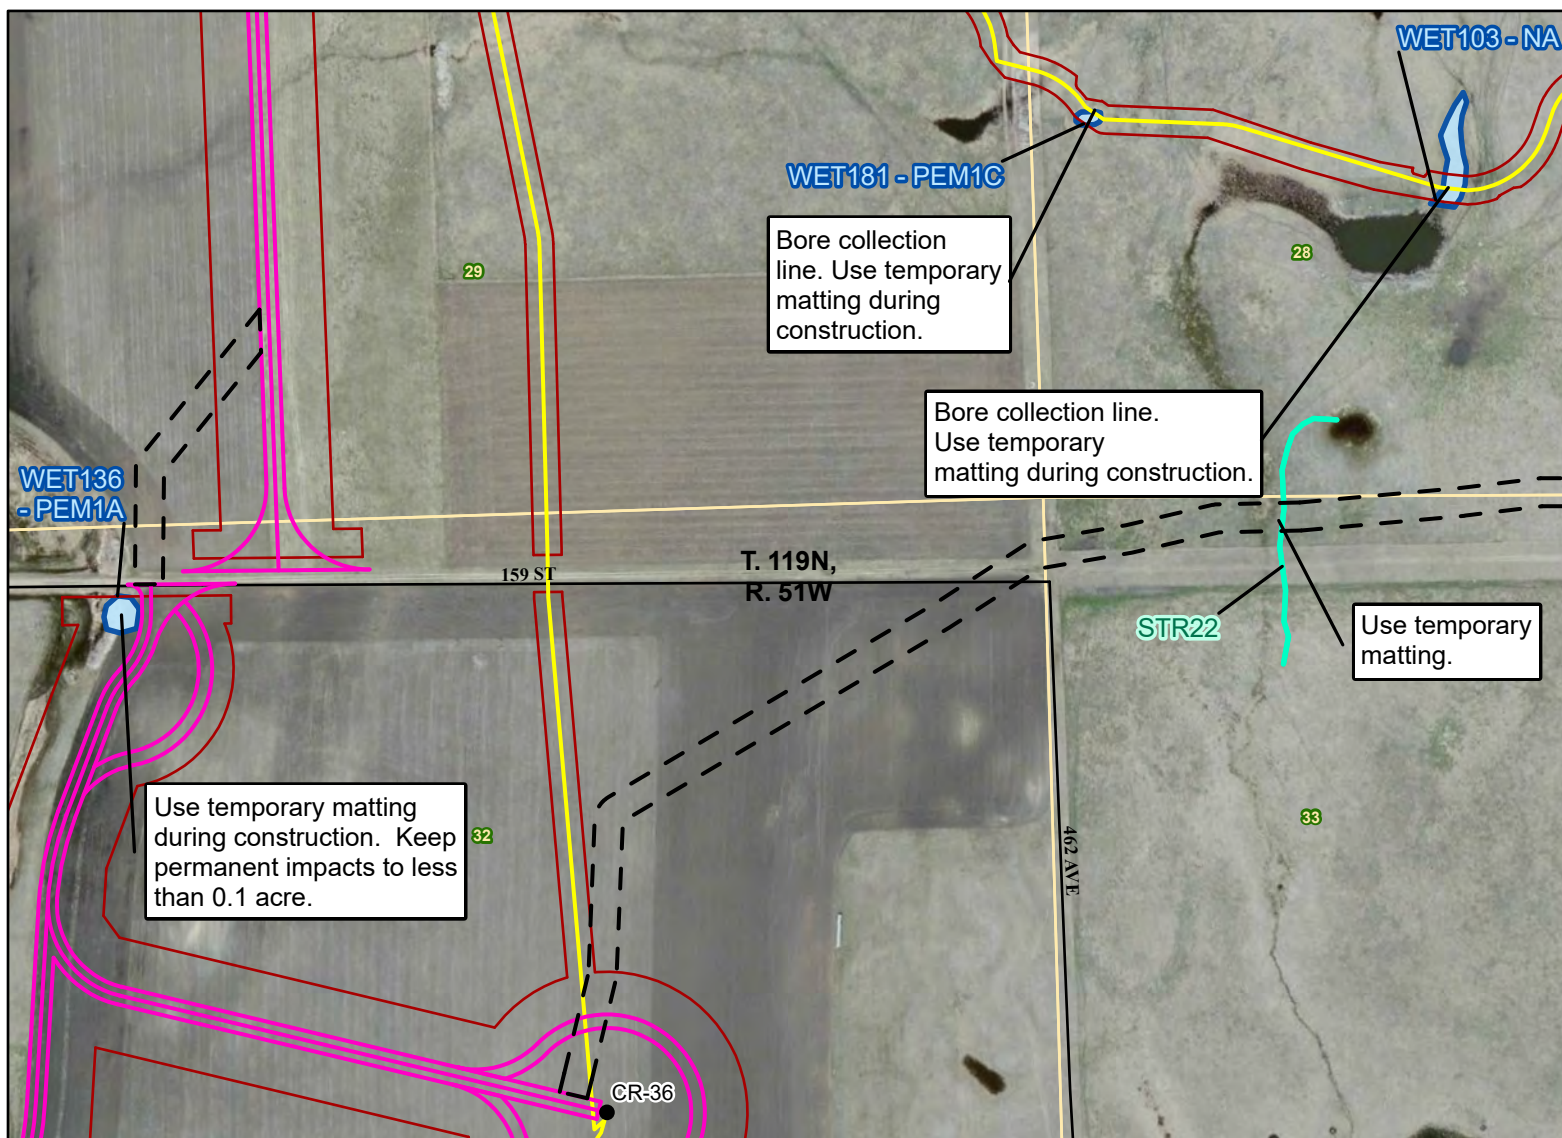 WET103 - NA
WET181 - PEM1C
Bore collection
line. Use temporary
matting during
construction.
28
29
Bore collection line.
Use temporary
matting during construction.
WET136
- PEM1A
T. 119N,
R. 51W
159 ST
STR22
Use temporary
matting.
Use temporary matting
during construction.  Keep
permanent impacts to less
than 0.1 acre.
32
33
462 AVE
CR-36